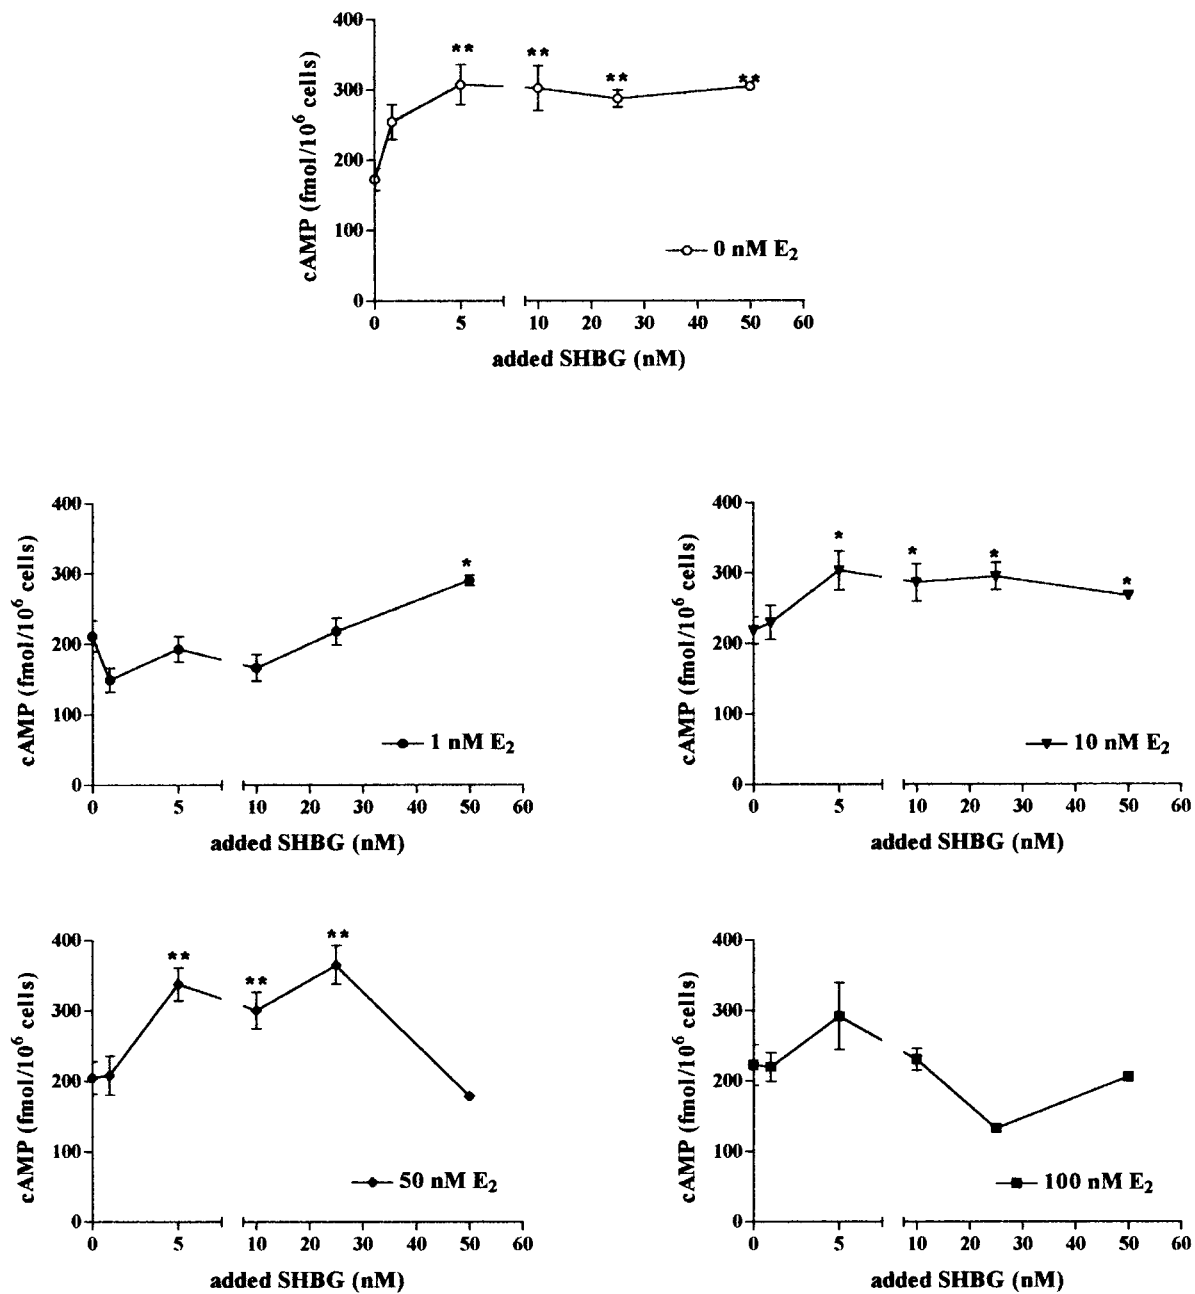 400
300
200
100
0
cAMP (fmol/10⁶ cells)
** ** ** **
0 nM E₂
0 5 10 20 30 40 50 60
added SHBG (nM)
400
300
200
100
0
cAMP (fmol/10⁶ cells)
*
1 nM E₂
0 5 10 20 30 40 50 60
added SHBG (nM)
400
300
200
100
0
cAMP (fmol/10⁶ cells)
* * * *
10 nM E₂
0 5 10 20 30 40 50 60
added SHBG (nM)
400
300
200
100
0
cAMP (fmol/10⁶ cells)
** ** **
50 nM E₂
0 5 10 20 30 40 50 60
added SHBG (nM)
400
300
200
100
0
cAMP (fmol/10⁶ cells)
100 nM E₂
0 5 10 20 30 40 50 60
added SHBG (nM)